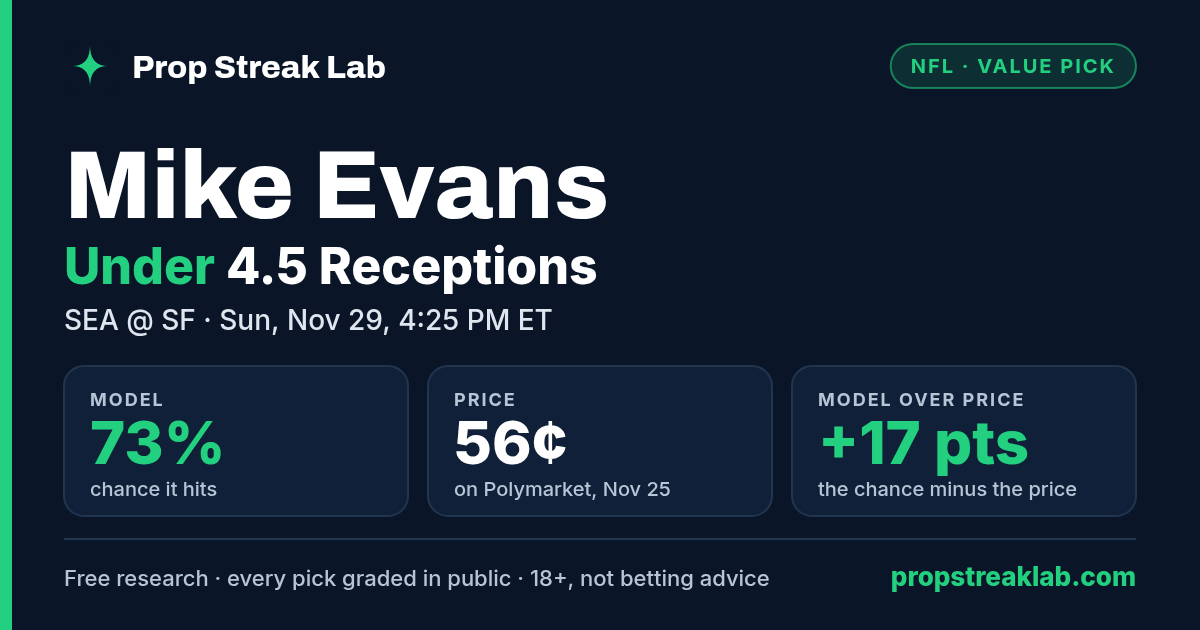 Prop Streak Lab
NFL · VALUE PICK
Mike Evans
Under 4.5 Receptions
SEA @ SF · Sun, Nov 29, 4:25 PM ET
MODEL
73%
chance it hits
PRICE
56¢
on Polymarket, Nov 25
MODEL OVER PRICE
+17 pts
the chance minus the price
Free research · every pick graded in public · 18+, not betting advice
propstreaklab.com